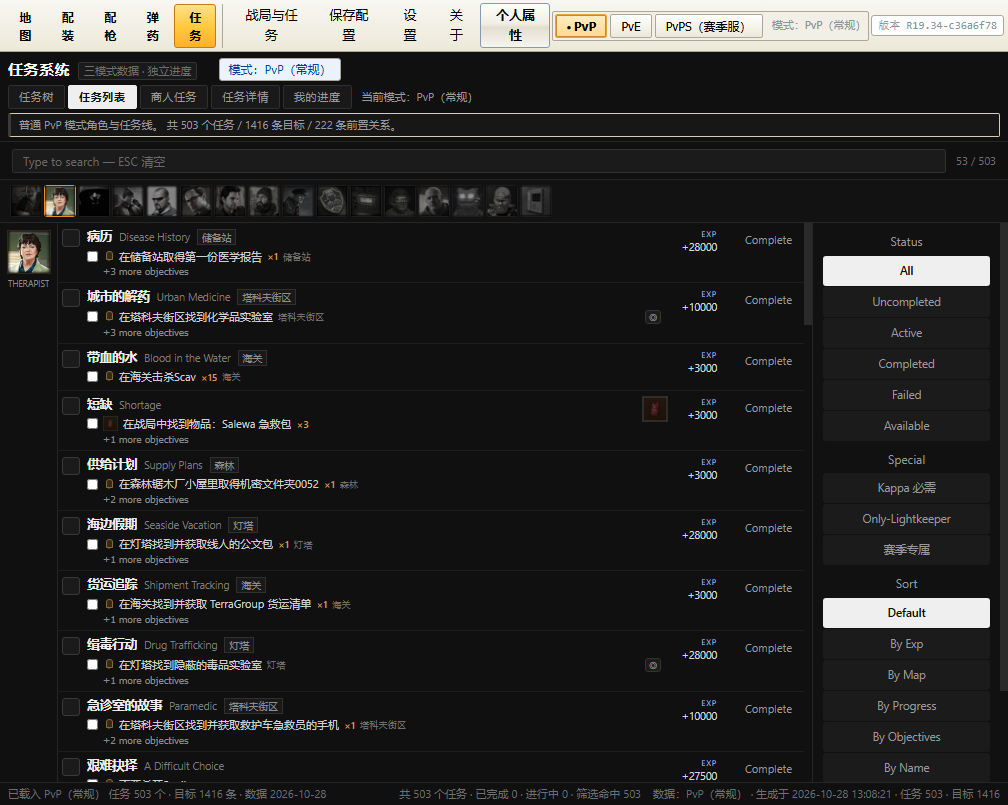 地图 配装 配枪 弹药 任务 战局与任务 保存配置 设置 关于 个人属性 • PvP PvE PvPS（赛季服） 模式：PvP（常规） 版本 R19.34-c36a6f78
任务系统 三模式数据 · 独立进度 模式：PvP（常规）
任务树 任务列表 商人任务 任务详情 我的进度 当前模式：PvP（常规）
普通 PvP 模式角色与任务线。 共 503 个任务 / 1416 条目标 / 222 条前置关系。
Type to search — ESC 清空 53 / 503
THERAPIST
病历 Disease History 储备站 EXP +28000 Complete
在储备站取得第一份医学报告 ×1 储备站
+3 more objectives
城市的解药 Urban Medicine 塔科夫街区 EXP +10000 Complete
在塔科夫街区找到化学品实验室 塔科夫街区
+3 more objectives
带血的水 Blood in the Water 海关 EXP +3000 Complete
在海关击杀Scav ×15 海关
短缺 Shortage EXP +3000 Complete
在战局中找到物品：Salewa 急救包 ×3
+1 more objectives
供给计划 Supply Plans 森林 EXP +3000 Complete
在森林锯木厂小屋里取得机密文件夹0052 ×1 森林
+2 more objectives
海边假期 Seaside Vacation 灯塔 EXP +28000 Complete
在灯塔找到并获取线人的公文包 ×1 灯塔
+1 more objectives
货运追踪 Shipment Tracking 海关 EXP +3000 Complete
在海关找到并获取 TerraGroup 货运清单 ×1 海关
+1 more objectives
缉毒行动 Drug Trafficking 灯塔 EXP +28000 Complete
在灯塔找到隐蔽的毒品实验室 灯塔
+1 more objectives
急诊室的故事 Paramedic 塔科夫街区 EXP +10000 Complete
在塔科夫街区找到并获取救护车急救员的手机 ×1 塔科夫街区
+2 more objectives
艰难抉择 A Difficult Choice EXP +27500 Complete
Status
All
Uncompleted
Active
Completed
Failed
Available
Special
Kappa 必需
Only-Lightkeeper
赛季专属
Sort
Default
By Exp
By Map
By Progress
By Objectives
By Name
已载入 PvP（常规） 任务 503 个 · 目标 1416 条 · 数据 2026-10-28 共 503 个任务 · 已完成 0 · 进行中 0 · 筛选命中 503 数据：PvP（常规） · 生成于 2026-10-28 13:08:21 · 任务 503 · 目标 1416